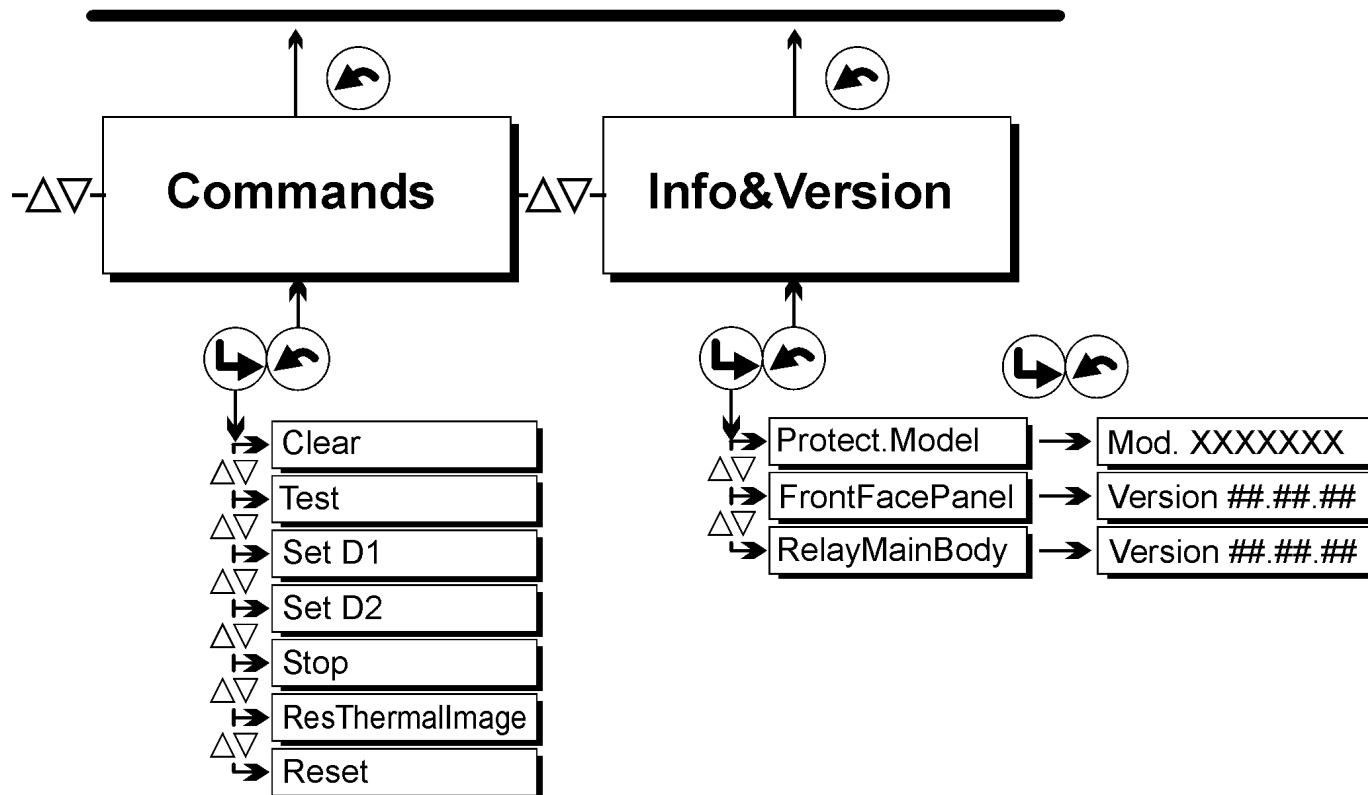 Commands
Info&Version
Clear
Test
Set D1
Set D2
Stop
ResThermalImage
Reset
Protect.Model
Mod. XXXXXXX
FrontFacePanel
Version ##.##.##
RelayMainBody
Version ##.##.##